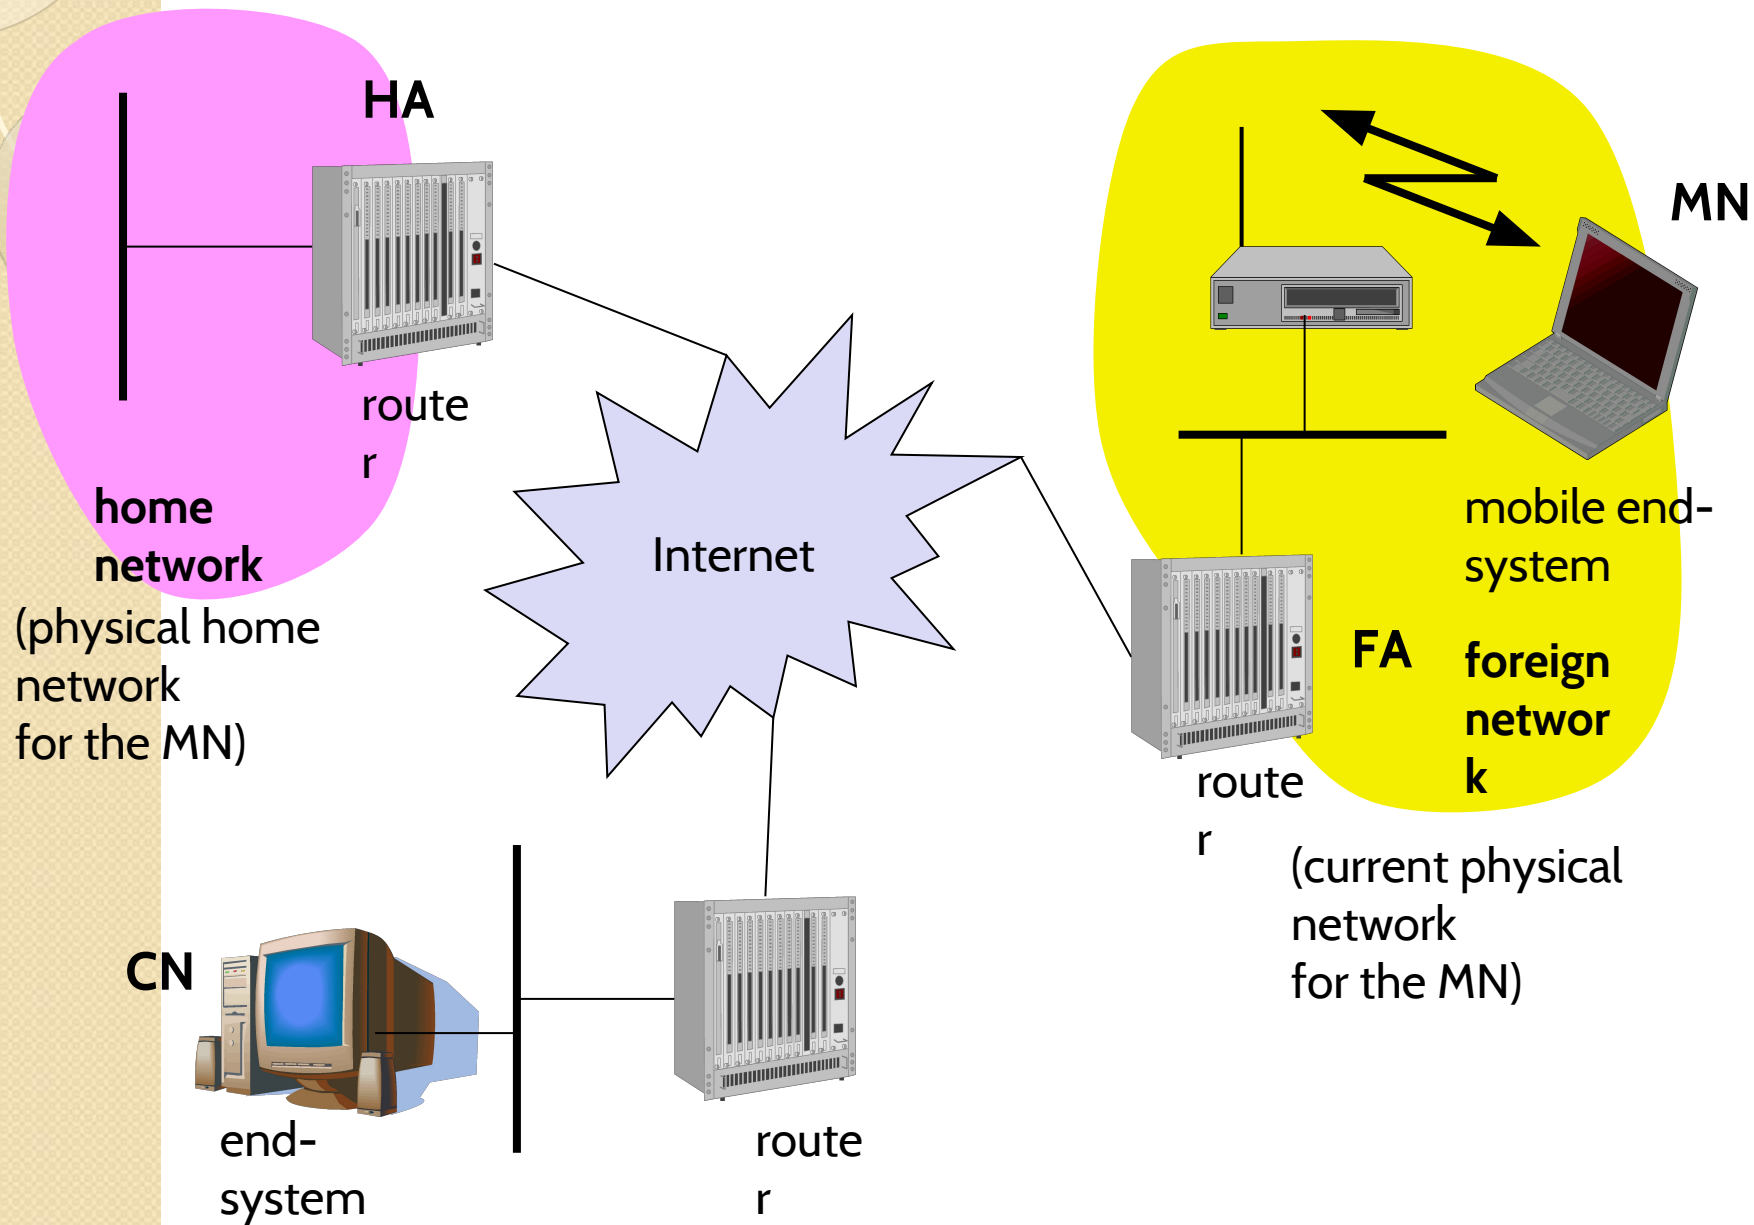 HA
route
r
home
network
(physical home
network
for the MN)
Internet
MN
mobile end-
system
FA
foreign
networ
k
route
r
(current physical
network
for the MN)
CN
end-
system
route
r